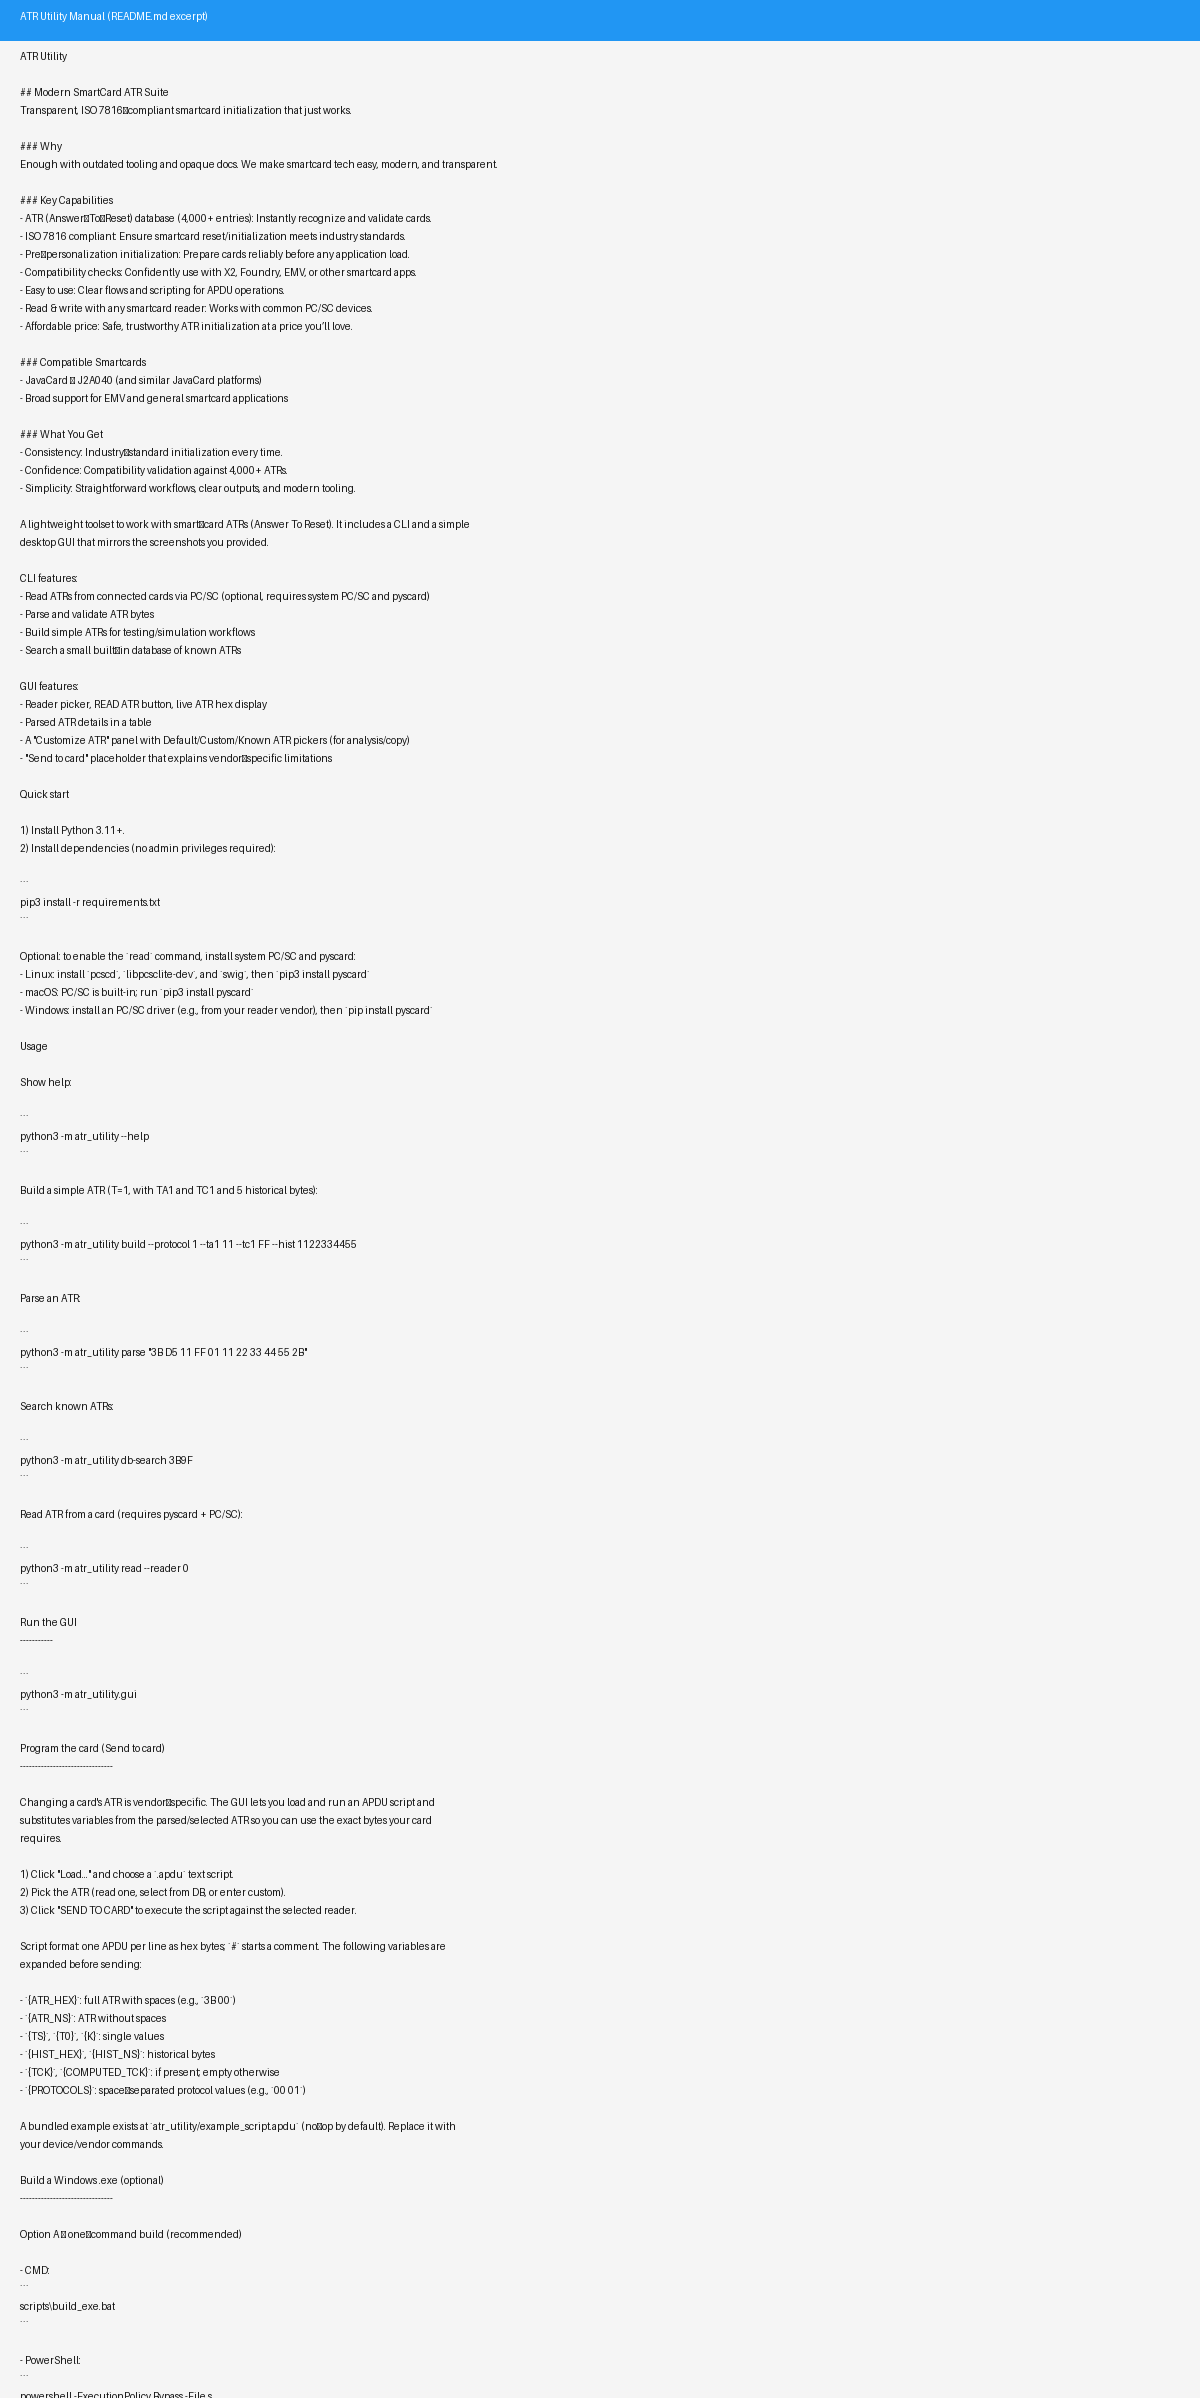 ATR Utility Manual (README.md excerpt)
ATR Utility
## Modern SmartCard ATR Suite
Transparent, ISO 7816□compliant smartcard initialization that just works.
### Why
Enough with outdated tooling and opaque docs. We make smartcard tech easy, modern, and transparent.
### Key Capabilities
- ATR (Answer□To□Reset) database (4,000+ entries): Instantly recognize and validate cards.
- ISO 7816 compliant: Ensure smartcard reset/initialization meets industry standards.
- Pre□personalization initialization: Prepare cards reliably before any application load.
- Compatibility checks: Confidently use with X2, Foundry, EMV, or other smartcard apps.
- Easy to use: Clear flows and scripting for APDU operations.
- Read & write with any smartcard reader: Works with common PC/SC devices.
- Affordable price: Safe, trustworthy ATR initialization at a price you'll love.
### Compatible Smartcards
- JavaCard □ J2A040 (and similar JavaCard platforms)
- Broad support for EMV and general smartcard applications
### What You Get
- Consistency: Industry□standard initialization every time.
- Confidence: Compatibility validation against 4,000+ ATRs.
- Simplicity: Straightforward workflows, clear outputs, and modern tooling.
A lightweight toolset to work with smart□card ATRs (Answer To Reset). It includes a CLI and a simple
desktop GUI that mirrors the screenshots you provided.
CLI features:
- Read ATRs from connected cards via PC/SC (optional, requires system PC/SC and pyscard)
- Parse and validate ATR bytes
- Build simple ATRs for testing/simulation workflows
- Search a small built□in database of known ATRs
GUI features:
- Reader picker, READ ATR button, live ATR hex display
- Parsed ATR details in a table
- A "Customize ATR" panel with Default/Custom/Known ATR pickers (for analysis/copy)
- "Send to card" placeholder that explains vendor□specific limitations
Quick start
1) Install Python 3.11+.
2) Install dependencies (no admin privileges required):
```
pip3 install -r requirements.txt
```
Optional: to enable the `read` command, install system PC/SC and pyscard:
- Linux: install `pcscd`, `libpcsclite-dev`, and `swig`, then `pip3 install pyscard`
- macOS: PC/SC is built-in; run `pip3 install pyscard`
- Windows: install an PC/SC driver (e.g., from your reader vendor), then `pip install pyscard`
Usage
Show help:
```
python3 -m atr_utility --help
```
Build a simple ATR (T=1, with TA1 and TC1 and 5 historical bytes):
```
python3 -m atr_utility build --protocol 1 --ta1 11 --tc1 FF --hist 1122334455
```
Parse an ATR:
```
python3 -m atr_utility parse "3B D5 11 FF 01 11 22 33 44 55 2B"
```
Search known ATRs:
```
python3 -m atr_utility db-search 3B9F
```
Read ATR from a card (requires pyscard + PC/SC):
```
python3 -m atr_utility read --reader 0
```
Run the GUI
-----------
```
python3 -m atr_utility.gui
```
Program the card (Send to card)
-------------------------------
Changing a card's ATR is vendor□specific. The GUI lets you load and run an APDU script and
substitutes variables from the parsed/selected ATR so you can use the exact bytes your card
requires.
1) Click "Load..." and choose a `.apdu` text script.
2) Pick the ATR (read one, select from DB, or enter custom).
3) Click "SEND TO CARD" to execute the script against the selected reader.
Script format: one APDU per line as hex bytes; `#` starts a comment. The following variables are
expanded before sending:
- `{ATR_HEX}`: full ATR with spaces (e.g., `3B 00`)
- `{ATR_NS}`: ATR without spaces
- `{TS}`, `{T0}`, `{K}`: single values
- `{HIST_HEX}`, `{HIST_NS}`: historical bytes
- `{TCK}`, `{COMPUTED_TCK}`: if present; empty otherwise
- `{PROTOCOLS}`: space□separated protocol values (e.g., `00 01`)
A bundled example exists at `atr_utility/example_script.apdu` (no□op by default). Replace it with
your device/vendor commands.
Build a Windows .exe (optional)
-------------------------------
Option A□ one□command build (recommended)
- CMD:
```
scripts\build_exe.bat
```
- PowerShell:
```
powershell -ExecutionPolicy Bypass -File s